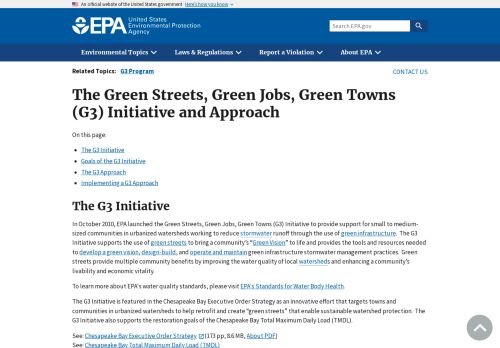 An official website of the United States government Here's how you know
EPA United States
Environmental Protection
Agency
Search EPA.gov
Environmental Topics Laws & Regulations Report a Violation About EPA
Related Topics: G3 Program
CONTACT US
The Green Streets, Green Jobs, Green Towns
(G3) Initiative and Approach
On this page:
The G3 Initiative
Goals of the G3 Initiative
The G3 Approach
Implementing a G3 Approach
The G3 Initiative
In October 2010, EPA launched the Green Streets, Green Jobs, Green Towns (G3) Initiative to provide support for small to medium-
sized communities in urbanized watersheds working to reduce stormwater runoff through the use of green infrastructure. The G3
Initiative supports the use of green streets to bring a community's "Green Vision" to life and provides the tools and resources needed
to develop a green vision, design-build, and operate and maintain green infrastructure stormwater management practices. Green
streets provide multiple community benefits by improving the water quality of local watersheds and enhancing a community's
livability and economic vitality.
To learn more about EPA's water quality standards, please visit EPA's Standards for Water Body Health.
The G3 Initiative is featured in the Chesapeake Bay Executive Order Strategy as an innovative effort that targets towns and
communities in urbanized watersheds to help retrofit and create "green streets" that enable sustainable watershed protection. The
G3 Initiative also supports the restoration goals of the Chesapeake Bay Total Maximum Daily Load (TMDL).
See: Chesapeake Bay Executive Order Strategy (173 pp, 8.6 MB, About PDF)
See: Chesapeake Bay Total Maximum Daily Load (TMDL)